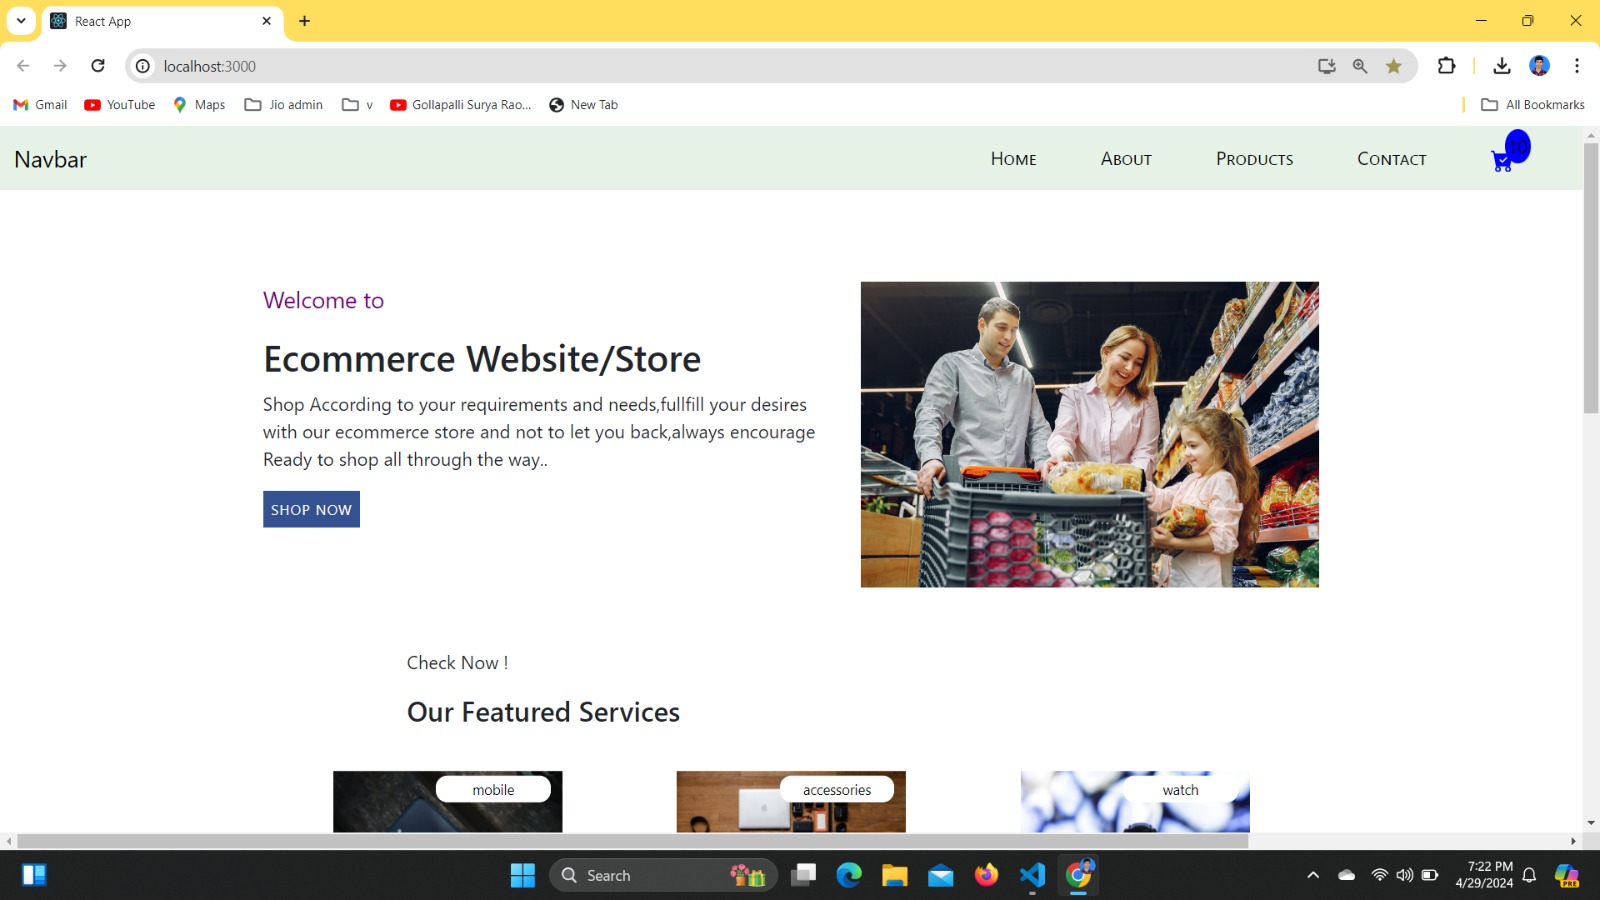 React App
localhost:3000
Gmail YouTube Maps Jio admin v Gollapalli Surya Rao... New Tab All Bookmarks
Navbar Home About Products Contact 10
Welcome to
Ecommerce Website/Store
Shop According to your requirements and needs,fullfill your desires
with our ecommerce store and not to let you back,always encourage
Ready to shop all through the way..
SHOP NOW
Check Now !
Our Featured Services
mobile accessories watch
Search
7:22 PM
4/29/2024
PRE